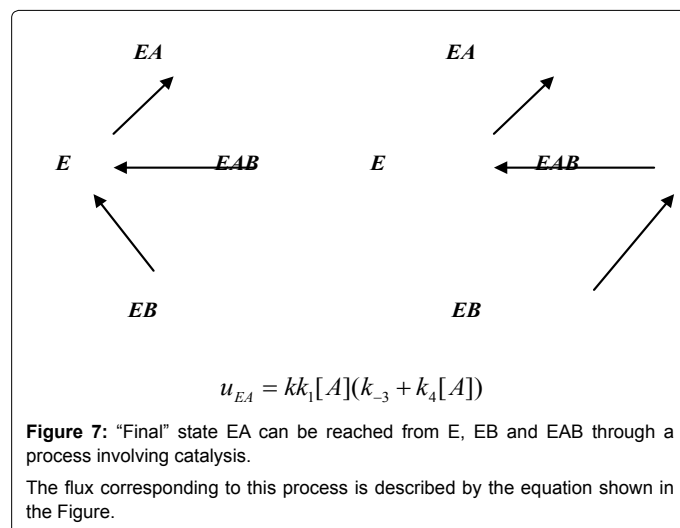 EA EA
E EAB E EAB
EB EB
u_{EA} = kk_1[A](k_{-3} + k_4[A])
Figure 7: “Final” state EA can be reached from E, EB and EAB through a
process involving catalysis.
The flux corresponding to this process is described by the equation shown in
the Figure.